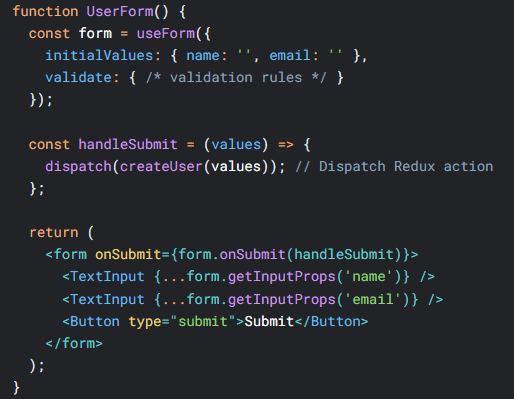 function UserForm() {
  const form = useForm({
    initialValues: { name: '', email: '' },
    validate: { /* validation rules */ }
  });

  const handleSubmit = (values) => {
    dispatch(createUser(values)); // Dispatch Redux action
  };

  return (
    <form onSubmit={form.onSubmit(handleSubmit)}>
      <TextInput {...form.getInputProps('name')} />
      <TextInput {...form.getInputProps('email')} />
      <Button type="submit">Submit</Button>
    </form>
  );
}